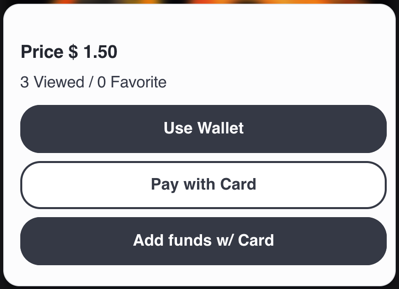 Price $ 1.50
3 Viewed / 0 Favorite
Use Wallet
Pay with Card
Add funds w/ Card